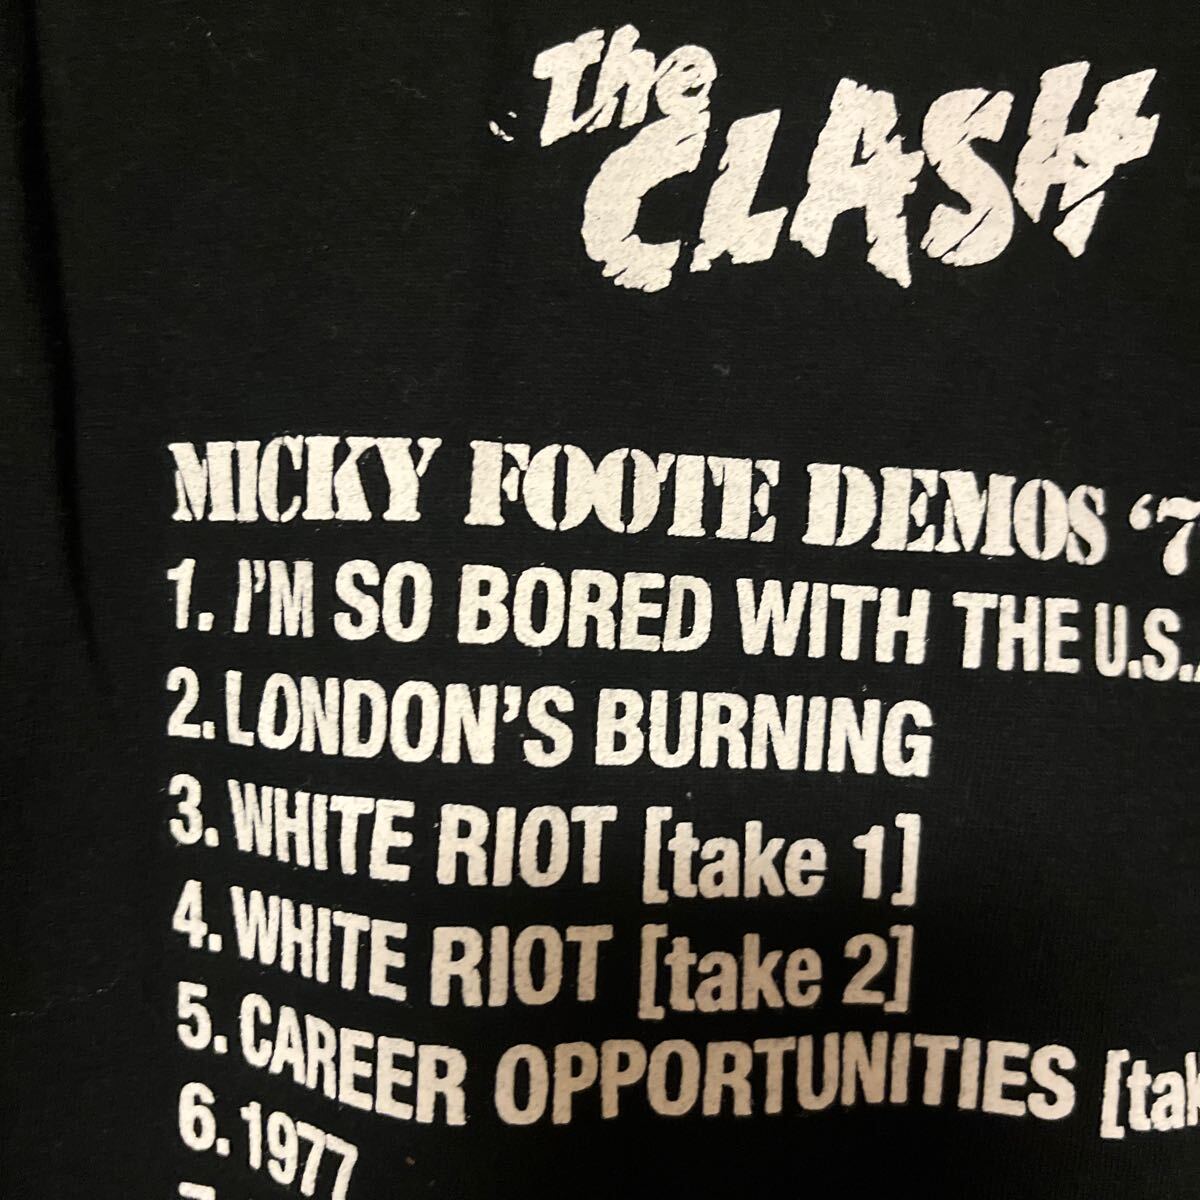 The
CLASH
MICKY FOOTE DEMOS '7
1. I'M SO BORED WITH THE U.S.
2. LONDON'S BURNING
3. WHITE RIOT [take 1]
4. WHITE RIOT [take 2]
5. CAREER OPPORTUNITIES [tak
6. 1977